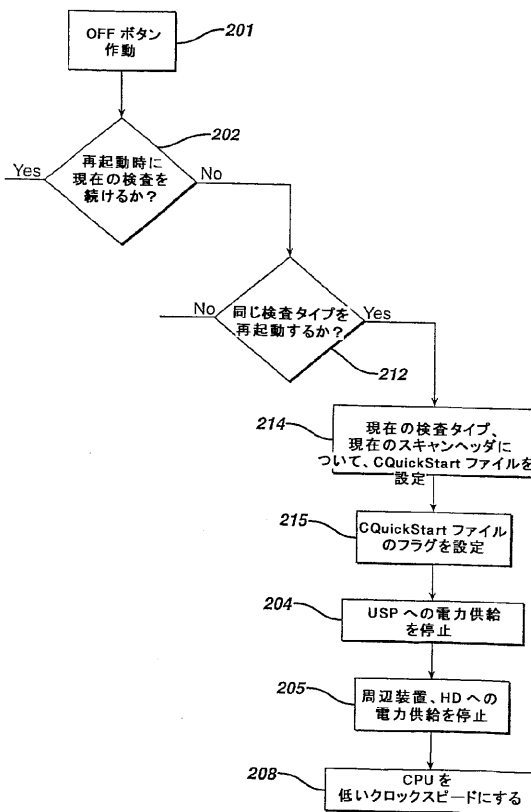 OFF ボタン
作動
201
202
再起動時に
現在の検査を
続けるか?
Yes
No
同じ検査タイプを
再起動するか?
No
Yes
212
214
現在の検査タイプ、
現在のスキャンヘッダに
ついて、CQuickStart ファイルを
設定
215
CQuickStart ファイル
のフラグを設定
204
USP への電力供給
を停止
205
周辺装置、HD への
電力供給を停止
208
CPU を
低いクロックスピードにする